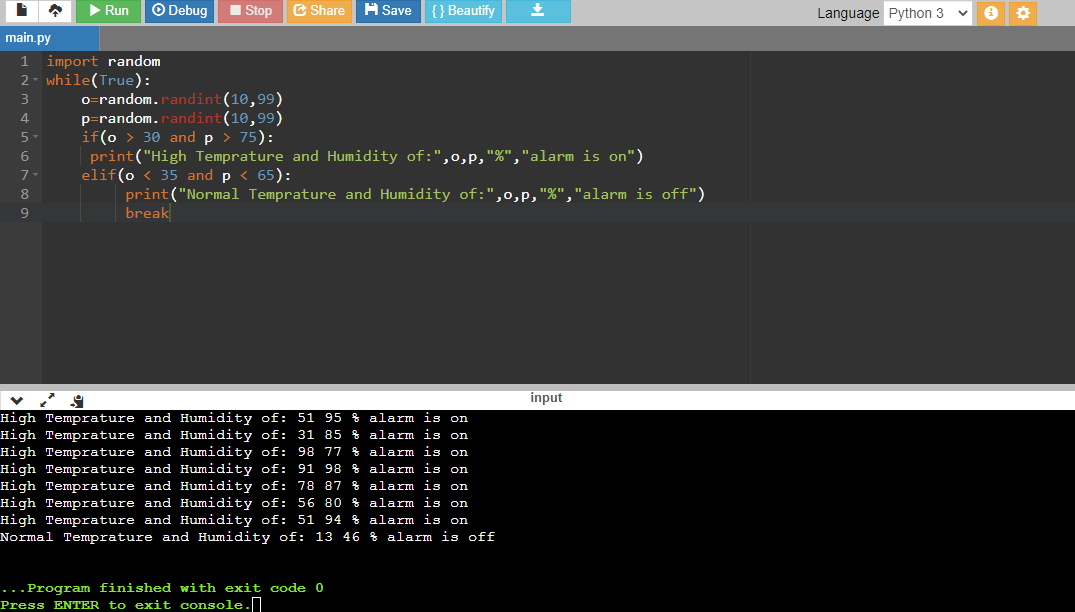 Run Debug Stop Share Save { } Beautify Language Python 3
main.py
1 import random
2 while(True):
3     o=random.randint(10,99)
4     p=random.randint(10,99)
5     if(o > 30 and p > 75):
6      print("High Temprature and Humidity of:",o,p,"%","alarm is on")
7     elif(o < 35 and p < 65):
8          print("Normal Temprature and Humidity of:",o,p,"%","alarm is off")
9          break
input
High Temprature and Humidity of: 51 95 % alarm is on
High Temprature and Humidity of: 31 85 % alarm is on
High Temprature and Humidity of: 98 77 % alarm is on
High Temprature and Humidity of: 91 98 % alarm is on
High Temprature and Humidity of: 78 87 % alarm is on
High Temprature and Humidity of: 56 80 % alarm is on
High Temprature and Humidity of: 51 94 % alarm is on
Normal Temprature and Humidity of: 13 46 % alarm is off
...Program finished with exit code 0
Press ENTER to exit console.